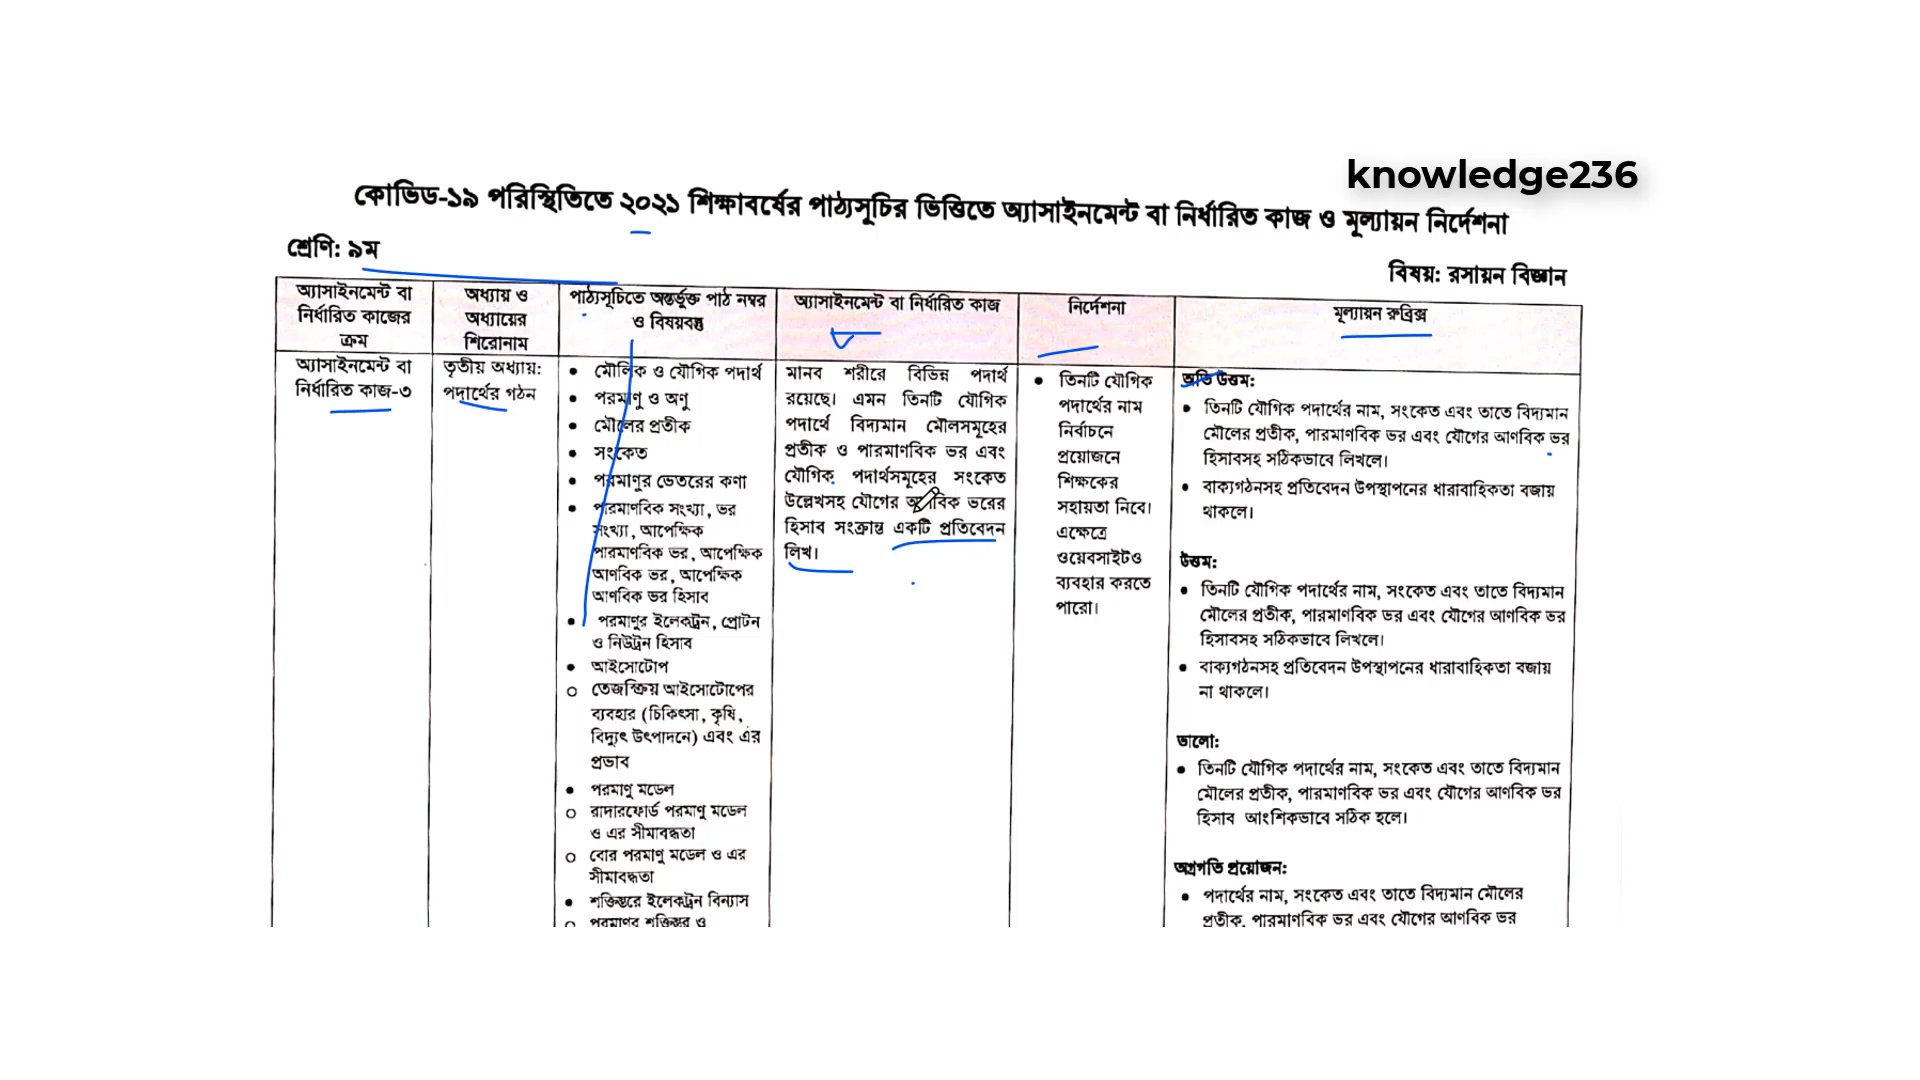 knowledge236
কোভিড-১৯ পরিস্থিতিতে ২০২১ শিক্ষাবর্ষের পাঠ্যসূচির ভিত্তিতে অ্যাসাইনমেন্ট বা নির্ধারিত কাজ ও মূল্যায়ন নির্দেশনা
শ্রেণি: ৯ম
বিষয়: রসায়ন বিজ্ঞান
অ্যাসাইনমেন্ট বা
নির্ধারিত কাজের
ক্রম
অধ্যায় ও
অধ্যায়ের
শিরোনাম
পাঠ্যসূচিতে অন্তর্ভুক্ত পাঠ নম্বর
ও বিষয়বস্তু
অ্যাসাইনমেন্ট বা নির্ধারিত কাজ
নির্দেশনা
মূল্যায়ন রুব্রিক্স
অ্যাসাইনমেন্ট বা
নির্ধারিত কাজ-৩
তৃতীয় অধ্যায়:
পদার্থের গঠন
• মৌলিক ও যৌগিক পদার্থ
• পরমাণু ও অণু
• মৌলের প্রতীক
• সংকেত
• পরমাণুর ভেতরের কণা
• পারমাণবিক সংখ্যা, ভর
সংখ্যা, আপেক্ষিক
পারমাণবিক ভর, আপেক্ষিক
আণবিক ভর, আপেক্ষিক
আণবিক ভর হিসাব
• পরমাণুর ইলেকট্রন, প্রোটন
ও নিউট্রন হিসাব
• আইসোটোপ
o তেজস্ক্রিয় আইসোটোপের
ব্যবহার (চিকিৎসা, কৃষি,
বিদ্যুৎ উৎপাদনে) এবং এর
প্রভাব
• পরমাণু মডেল
o রাদারফোর্ড পরমাণু মডেল
ও এর সীমাবদ্ধতা
o বোর পরমাণু মডেল ও এর
সীমাবদ্ধতা
• শক্তিস্তরে ইলেকট্রন বিন্যাস
o পরমাণুর শক্তিস্তর ও
মানব শরীরে বিভিন্ন পদার্থ
রয়েছে। এমন তিনটি যৌগিক
পদার্থে বিদ্যমান মৌলসমূহের
প্রতীক ও পারমাণবিক ভর এবং
যৌগিক পদার্থসমূহের সংকেত
উল্লেখসহ যৌগের আণবিক ভরের
হিসাব সংক্রান্ত একটি প্রতিবেদন
লিখ।
• তিনটি যৌগিক
পদার্থের নাম
নির্বাচনে
প্রয়োজনে
শিক্ষকের
সহায়তা নিবে।
এক্ষেত্রে
ওয়েবসাইটও
ব্যবহার করতে
পারো।
অতি উত্তম:
• তিনটি যৌগিক পদার্থের নাম, সংকেত এবং তাতে বিদ্যমান
মৌলের প্রতীক, পারমাণবিক ভর এবং যৌগের আণবিক ভর
হিসাবসহ সঠিকভাবে লিখলে।
• বাক্যগঠনসহ প্রতিবেদন উপস্থাপনের ধারাবাহিকতা বজায়
থাকলে।
উত্তম:
• তিনটি যৌগিক পদার্থের নাম, সংকেত এবং তাতে বিদ্যমান
মৌলের প্রতীক, পারমাণবিক ভর এবং যৌগের আণবিক ভর
হিসাবসহ সঠিকভাবে লিখলে।
• বাক্যগঠনসহ প্রতিবেদন উপস্থাপনের ধারাবাহিকতা বজায়
না থাকলে।
ভালো:
• তিনটি যৌগিক পদার্থের নাম, সংকেত এবং তাতে বিদ্যমান
মৌলের প্রতীক, পারমাণবিক ভর এবং যৌগের আণবিক ভর
হিসাব আংশিকভাবে সঠিক হলে।
অগ্রগতি প্রয়োজন:
• পদার্থের নাম, সংকেত এবং তাতে বিদ্যমান মৌলের
প্রতীক, পারমাণবিক ভর এবং যৌগের আণবিক ভর